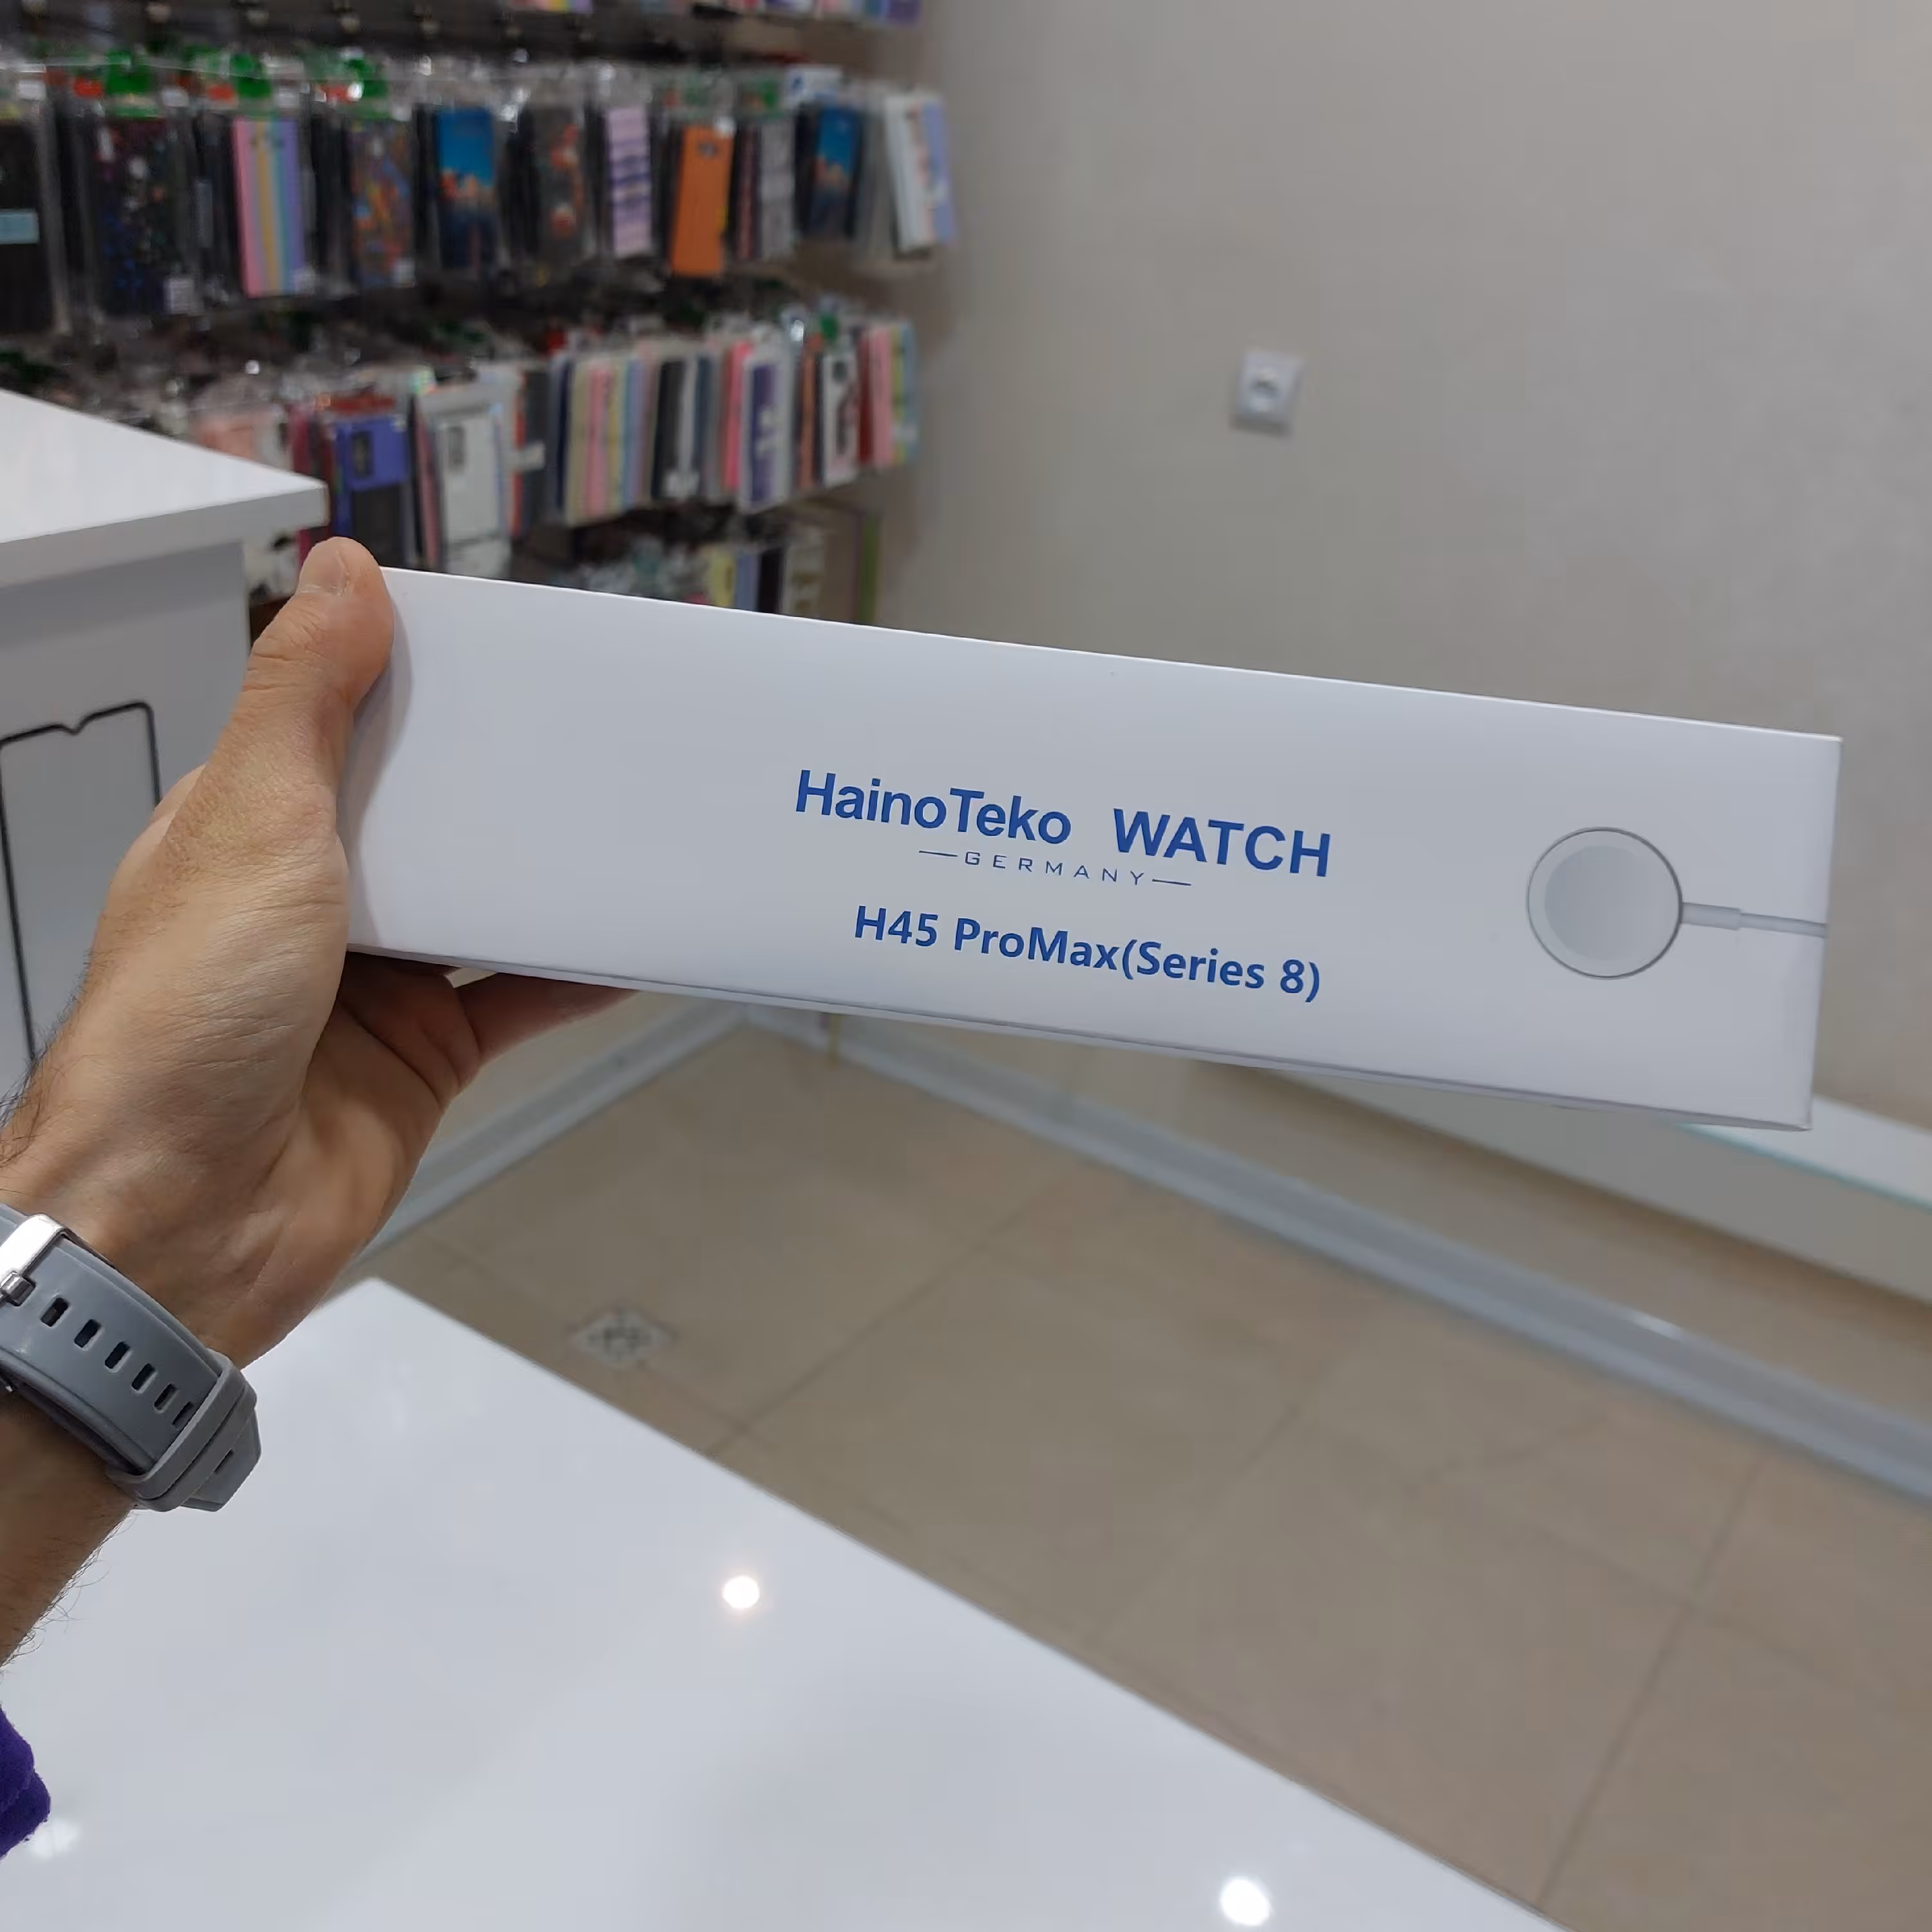 HainoTeko WATCH
GERMANY
H45 ProMax(Series 8)